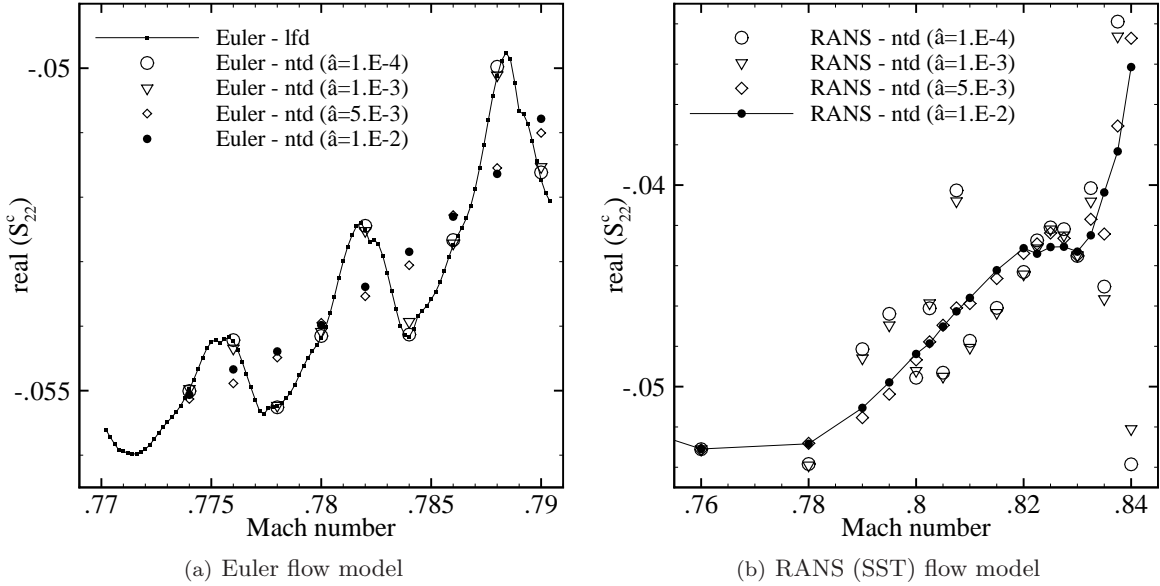 real (S^c_22)
-.05
-.055
Euler - lfd
Euler - ntd (â=1.E-4)
Euler - ntd (â=1.E-3)
Euler - ntd (â=5.E-3)
Euler - ntd (â=1.E-2)
.77 .775 .78 .785 .79
Mach number
(a) Euler flow model
real (S^c_22)
-.04
-.05
RANS - ntd (â=1.E-4)
RANS - ntd (â=1.E-3)
RANS - ntd (â=5.E-3)
RANS - ntd (â=1.E-2)
.76 .78 .8 .82 .84
Mach number
(b) RANS (SST) flow model